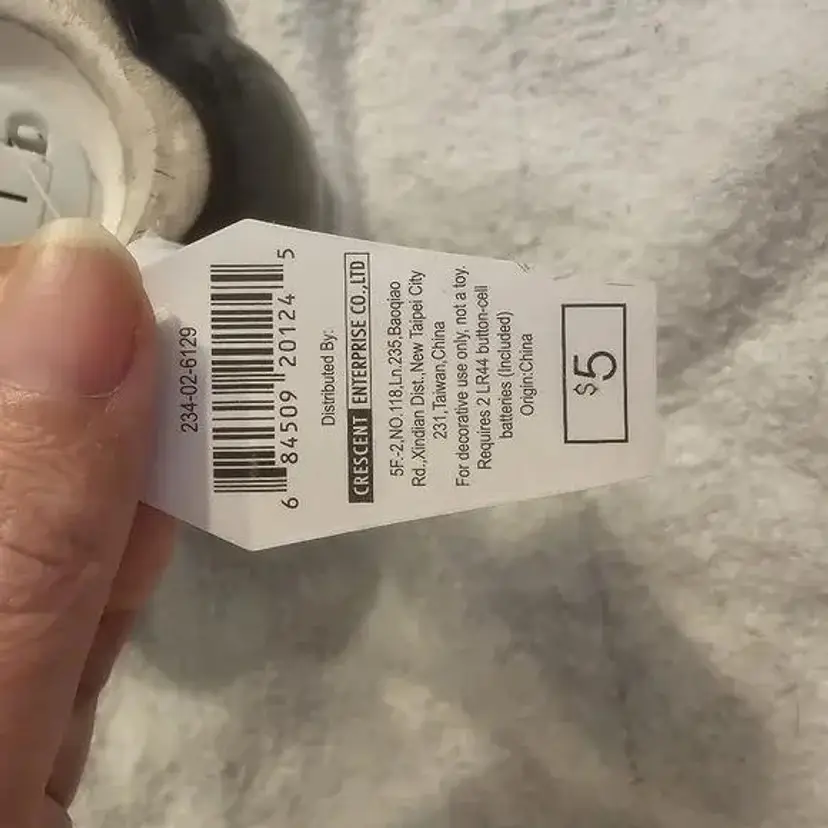 234-02-6129
6 84509 20124 5
Distributed By:
CRESCENT ENTERPRISE CO.,LTD
5F.-2,NO.118,Ln.235,Baoqiao
Rd.,Xindian Dist.,New Taipei City
231,Taiwan,China
For decorative use only, not a toy.
Requires 2 LR44 button-cell
batteries (Included)
Origin:China
$5